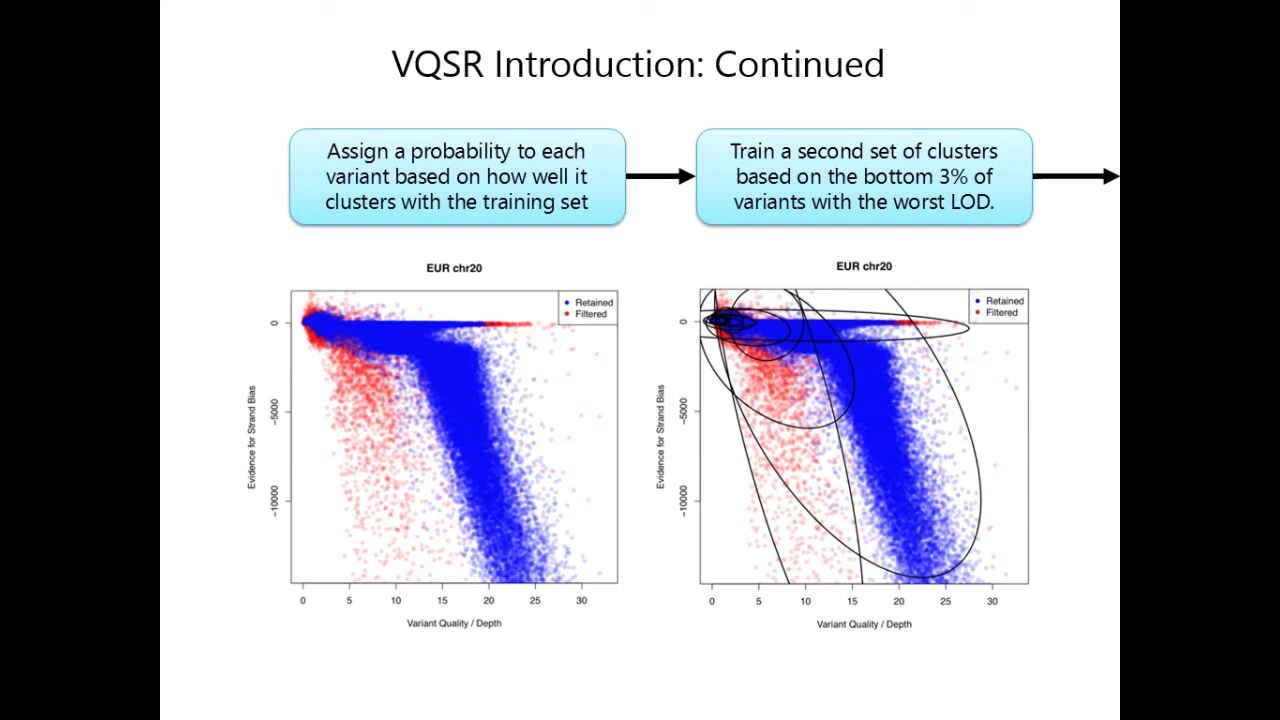 VQSR Introduction: Continued
Assign a probability to each
variant based on how well it
clusters with the training set
Train a second set of clusters
based on the bottom 3% of
variants with the worst LOD.
EUR chr20
Retained
Filtered
Evidence for Strand Bias
0
-5000
-10000
0 5 10 15 20 25 30
Variant Quality / Depth
EUR chr20
Retained
Filtered
Evidence for Strand Bias
0
-5000
-10000
0 5 10 15 20 25 30
Variant Quality / Depth